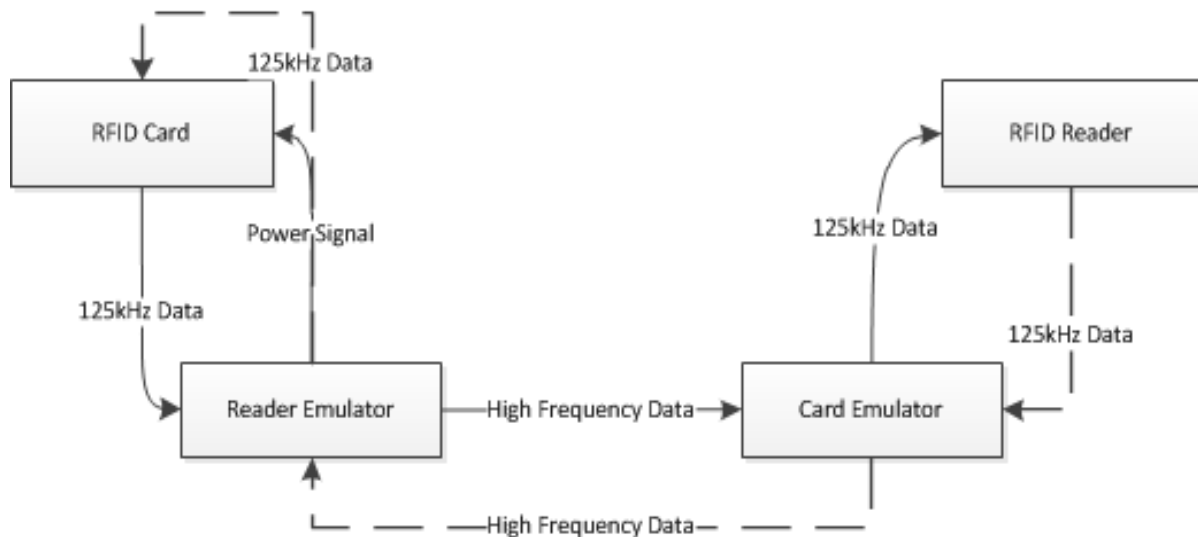 125kHz Data
RFID Card
RFID Reader
Power Signal
125kHz Data
125kHz Data
125kHz Data
Reader Emulator
High Frequency Data
Card Emulator
High Frequency Data